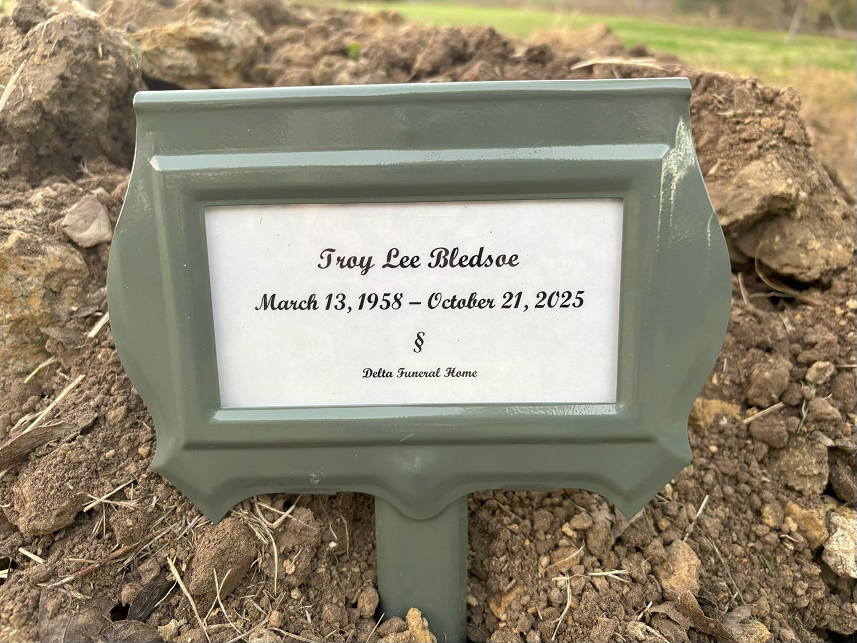 Troy Lee Bledsoe
March 13, 1958 – October 21, 2025
§
Delta Funeral Home